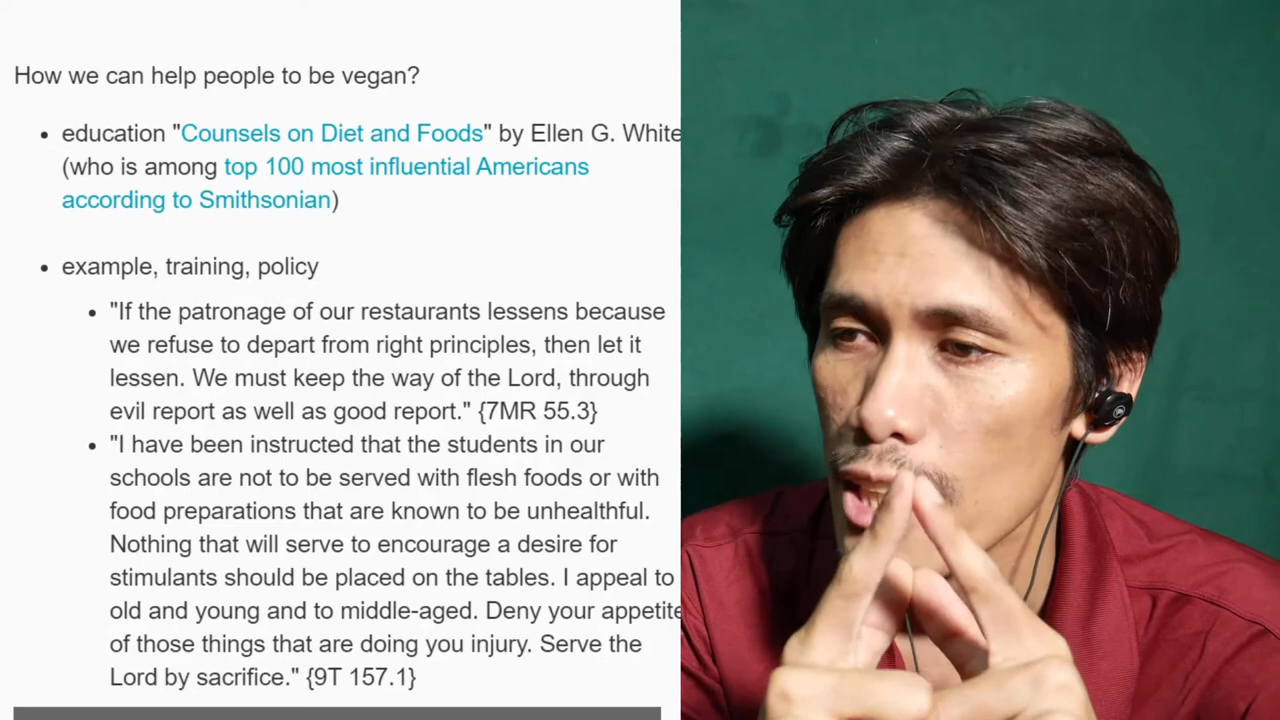 How we can help people to be vegan?
• education "Counsels on Diet and Foods" by Ellen G. White
(who is among top 100 most influential Americans
according to Smithsonian)
• example, training, policy
• "If the patronage of our restaurants lessens because
we refuse to depart from right principles, then let it
lessen. We must keep the way of the Lord, through
evil report as well as good report." {7MR 55.3}
• "I have been instructed that the students in our
schools are not to be served with flesh foods or with
food preparations that are known to be unhealthful.
Nothing that will serve to encourage a desire for
stimulants should be placed on the tables. I appeal to
old and young and to middle-aged. Deny your appetite
of those things that are doing you injury. Serve the
Lord by sacrifice." {9T 157.1}